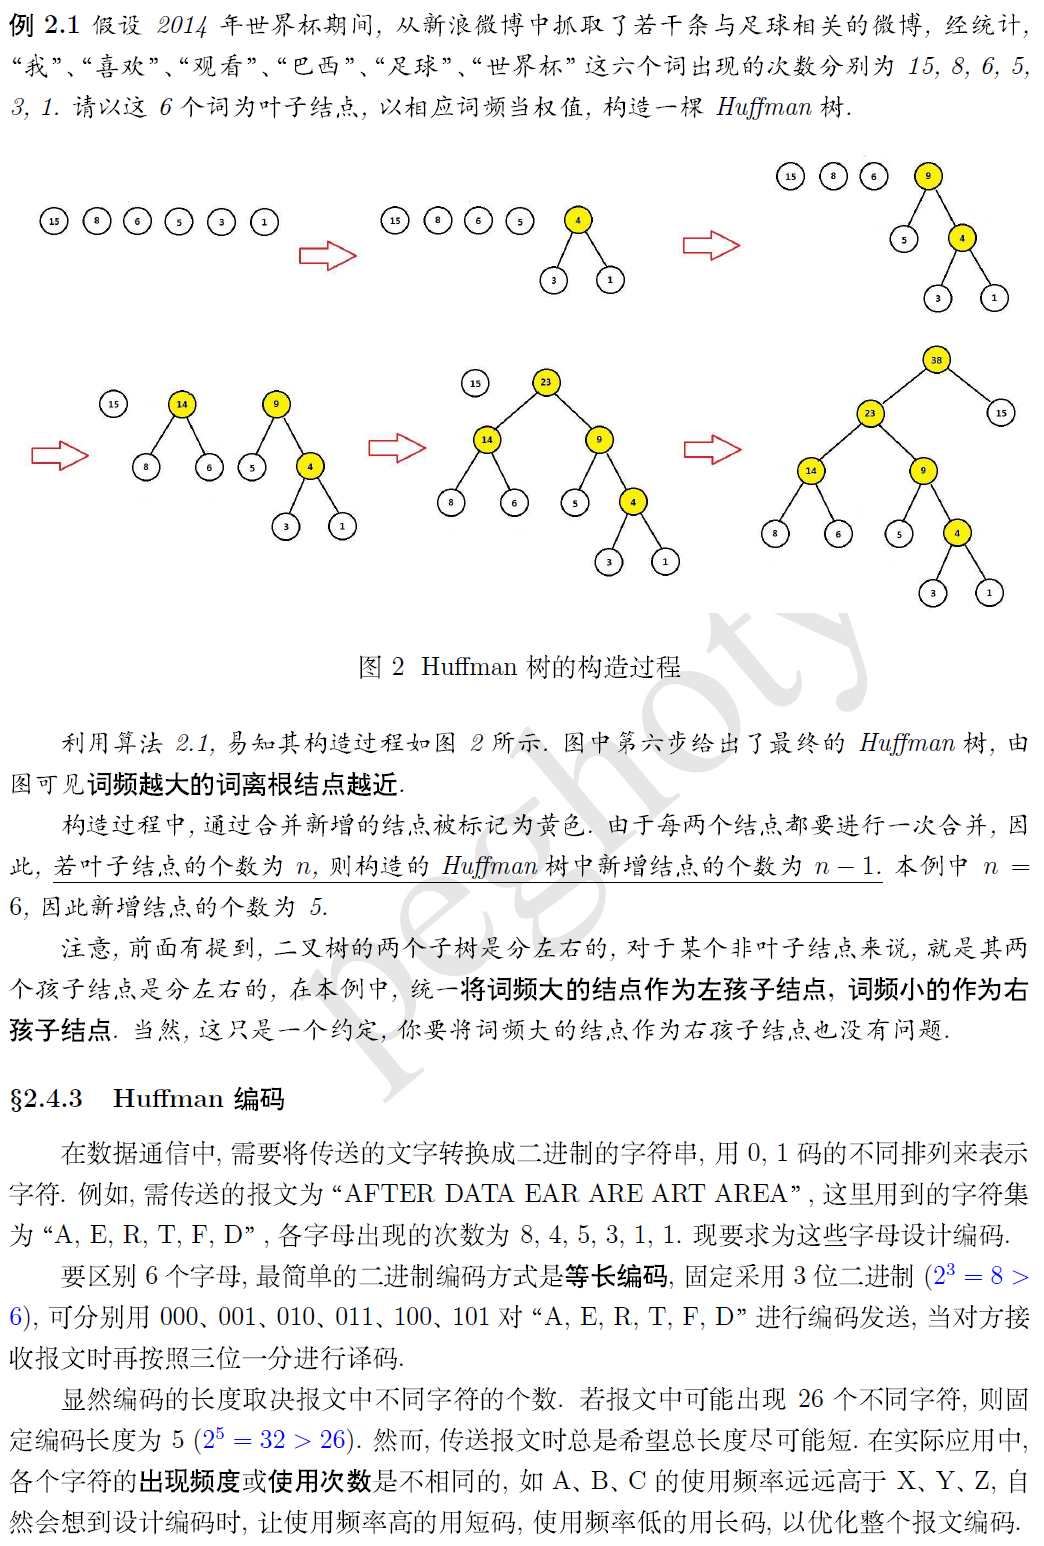 例 2.1 假设 2014 年世界杯期间, 从新浪微博中抓取了若干条与足球相关的微博, 经统计,
“我”、“喜欢”、“观看”、“巴西”、“足球”、“世界杯” 这六个词出现的次数分别为 15, 8, 6, 5,
3, 1. 请以这 6 个词为叶子结点, 以相应词频当权值, 构造一棵 Huffman 树.
15 8 6 5 3 1
15 8 6 5 4
3 1
15 8 6 9
5 4
3 1
15 14 9
8 6 5 4
3 1
15 23
14 9
8 6 5 4
3 1
38
23 15
14 9
8 6 5 4
3 1
图 2 Huffman 树的构造过程
利用算法 2.1, 易知其构造过程如图 2 所示. 图中第六步给出了最终的 Huffman 树, 由
图可见词频越大的词离根结点越近.
构造过程中, 通过合并新增的结点被标记为黄色. 由于每两个结点都要进行一次合并, 因
此, 若叶子结点的个数为 n, 则构造的 Huffman 树中新增结点的个数为 n − 1. 本例中 n =
6, 因此新增结点的个数为 5.
注意, 前面有提到, 二叉树的两个子树是分左右的, 对于某个非叶子结点来说, 就是其两
个孩子结点是分左右的, 在本例中, 统一将词频大的结点作为左孩子结点, 词频小的作为右
孩子结点. 当然, 这只是一个约定, 你要将词频大的结点作为右孩子结点也没有问题.
§2.4.3 Huffman 编码
在数据通信中, 需要将传送的文字转换成二进制的字符串, 用 0, 1 码的不同排列来表示
字符. 例如, 需传送的报文为 “AFTER DATA EAR ARE ART AREA” , 这里用到的字符集
为 “A, E, R, T, F, D” , 各字母出现的次数为 8, 4, 5, 3, 1, 1. 现要求为这些字母设计编码.
要区别 6 个字母, 最简单的二进制编码方式是等长编码, 固定采用 3 位二进制 (2³ = 8 >
6), 可分别用 000、001、010、011、100、101 对 “A, E, R, T, F, D” 进行编码发送, 当对方接
收报文时再按照三位一分进行译码.
显然编码的长度取决报文中不同字符的个数. 若报文中可能出现 26 个不同字符, 则固
定编码长度为 5 (2⁵ = 32 > 26). 然而, 传送报文时总是希望总长度尽可能短. 在实际应用中,
各个字符的出现频度或使用次数是不相同的, 如 A、B、C 的使用频率远远高于 X、Y、Z, 自
然会想到设计编码时, 让使用频率高的用短码, 使用频率低的用长码, 以优化整个报文编码.
peghoty